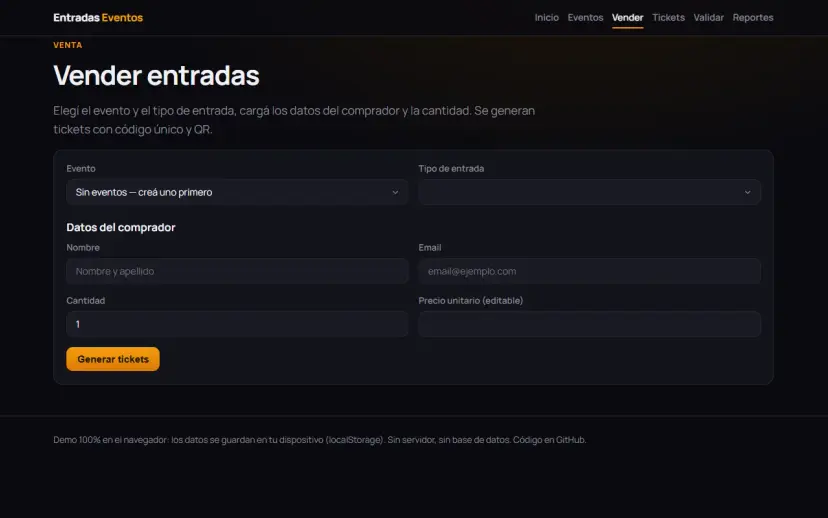 Entradas Eventos
Inicio Eventos Vender Tickets Validar Reportes
VENTA
Vender entradas
Elegí el evento y el tipo de entrada, cargá los datos del comprador y la cantidad. Se generan
tickets con código único y QR.
Evento
Tipo de entrada
Sin eventos — creá uno primero
Datos del comprador
Nombre
Email
Nombre y apellido
email@ejemplo.com
Cantidad
Precio unitario (editable)
1
Generar tickets
Demo 100% en el navegador: los datos se guardan en tu dispositivo (localStorage). Sin servidor, sin base de datos. Código en GitHub.